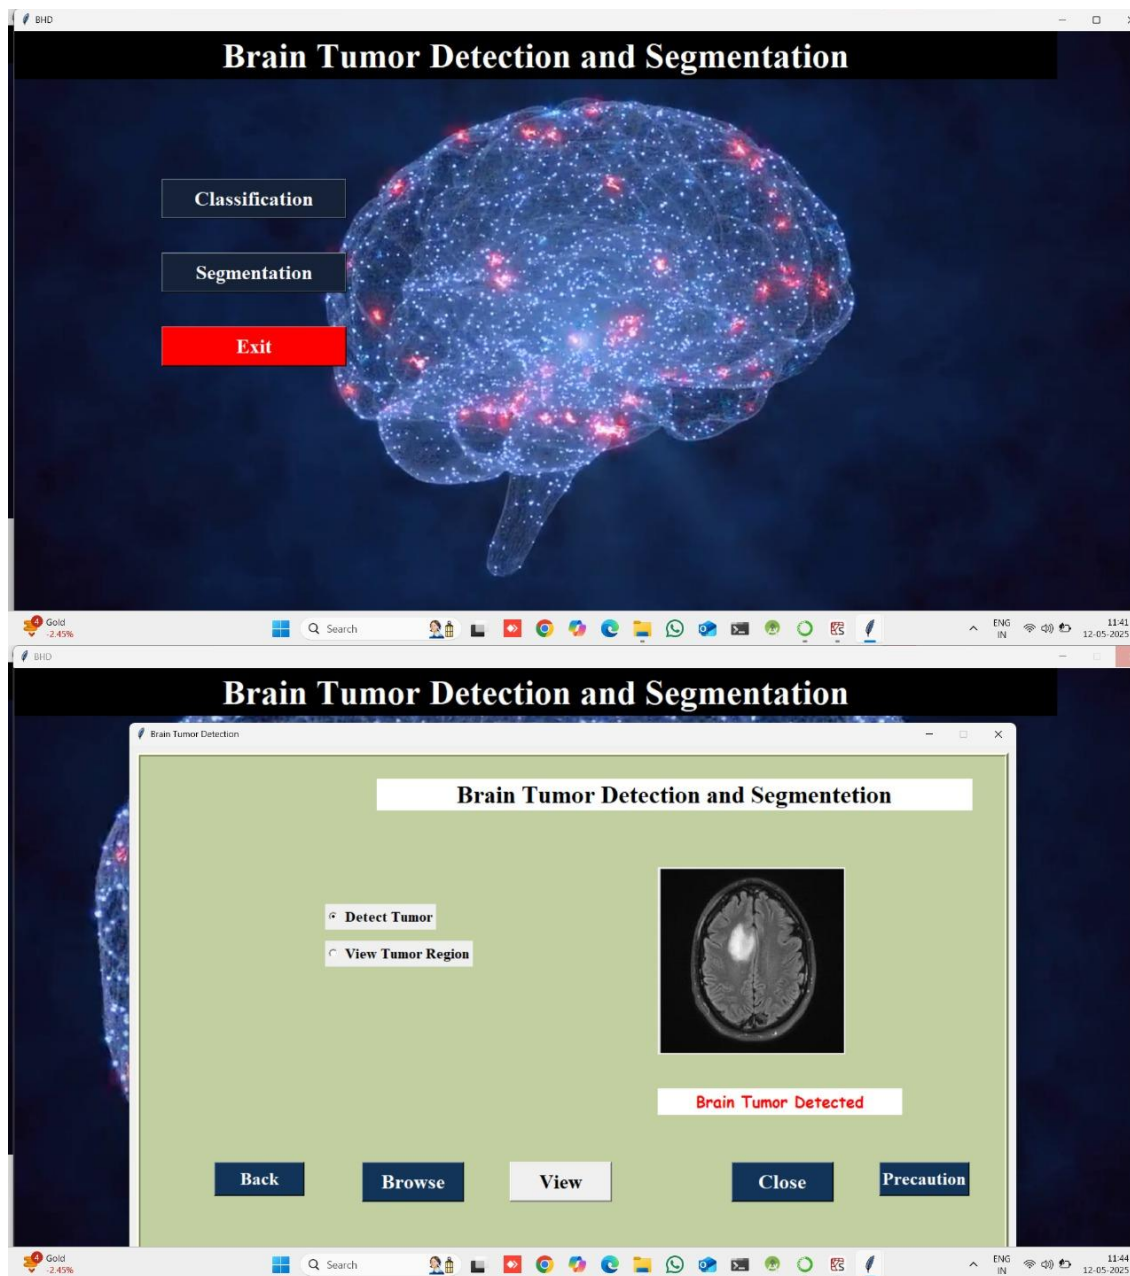 BHD
Brain Tumor Detection and Segmentation
Classification
Segmentation
Exit
4
Gold
-2.45%
Search
ENG
IN
11:41
12-05-2025
BHD
Brain Tumor Detection and Segmentation
Brain Tumor Detection
Brain Tumor Detection and Segmentetion
Detect Tumor
View Tumor Region
Brain Tumor Detected
Back
Browse
View
Close
Precaution
4
Gold
-2.45%
Search
ENG
IN
11:44
12-05-2025